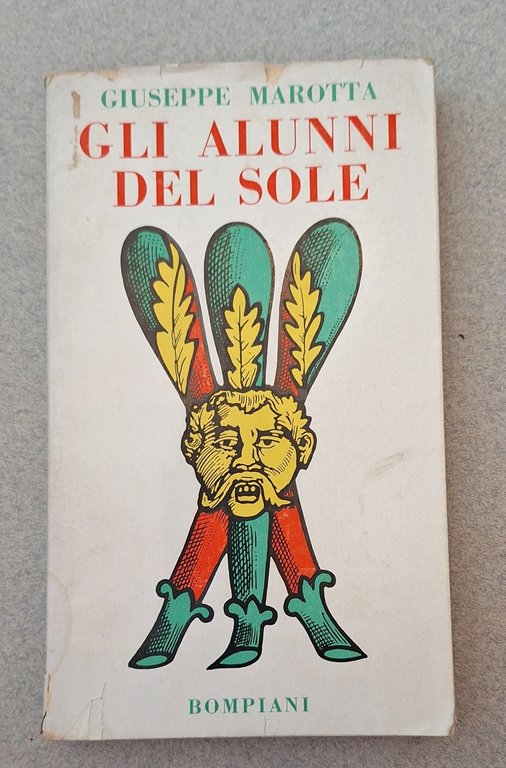 GIUSEPPE MAROTTA
GLI ALUNNI
DEL SOLE
BOMPIANI